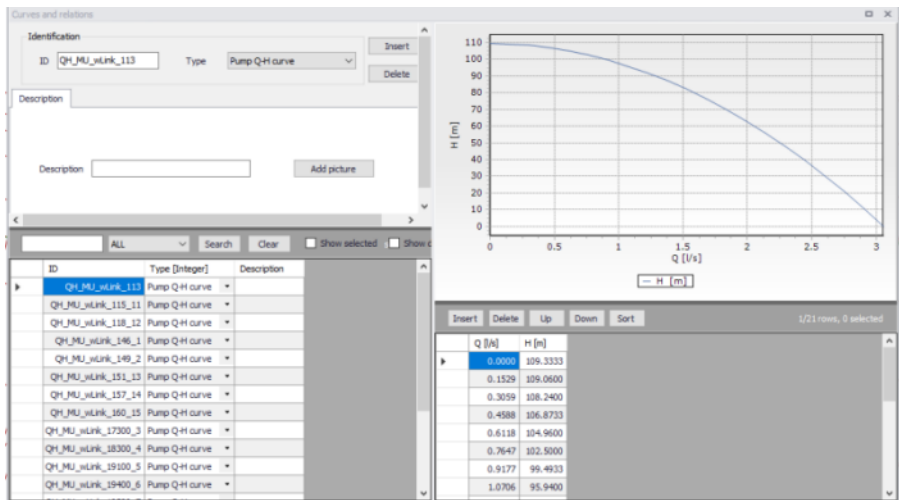 Curves and relations
Identification
ID QH_MU_wLink_113 Type Pump Q-H curve
Insert
Delete
Description
Description Add picture
ALL Search Clear Show selected Show
ID Type [Integer] Description
QH_MU_wLink_113 Pump Q-H curve
QH_MU_wLink_115_11 Pump Q-H curve
QH_MU_wLink_118_12 Pump Q-H curve
QH_MU_wLink_146_1 Pump Q-H curve
QH_MU_wLink_149_2 Pump Q-H curve
QH_MU_wLink_151_13 Pump Q-H curve
QH_MU_wLink_157_14 Pump Q-H curve
QH_MU_wLink_160_15 Pump Q-H curve
QH_MU_wLink_17300_3 Pump Q-H curve
QH_MU_wLink_18300_4 Pump Q-H curve
QH_MU_wLink_19100_5 Pump Q-H curve
QH_MU_wLink_19400_6 Pump Q-H curve
110
100
90
80
70
60
50
40
30
20
10
0
H [m]
0 0.5 1 1.5 2 2.5 3
Q [l/s]
H [m]
Insert Delete Up Down Sort 1/21 rows, 0 selected
Q [l/s] H [m]
0.0000 109.3333
0.1529 109.0600
0.3059 108.2400
0.4588 106.8733
0.6118 104.9600
0.7647 102.5000
0.9177 99.4933
1.0706 95.9400